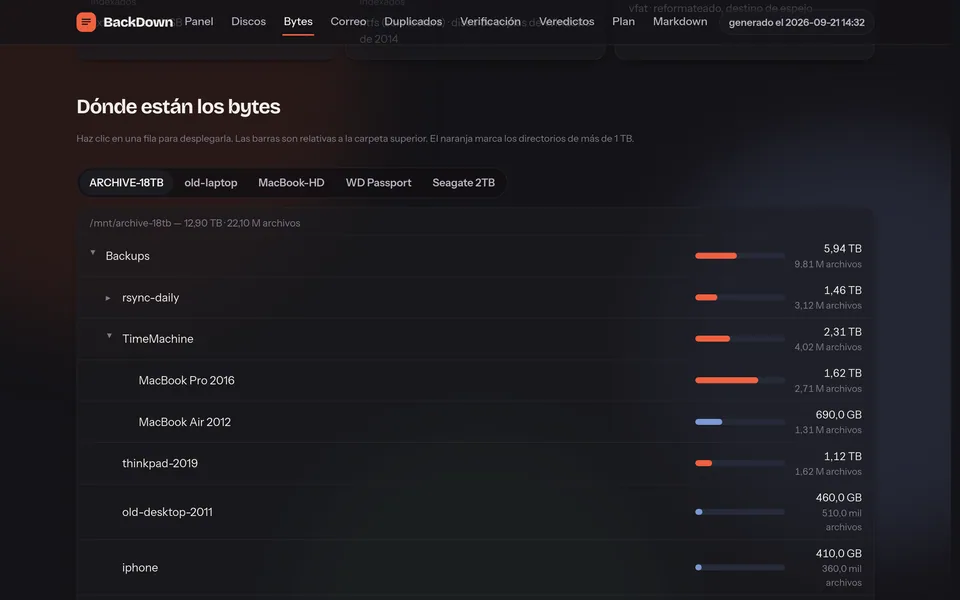 BackDown
Panel
Discos
Bytes
Correo
Duplicados
Verificación
Veredictos
Plan
Markdown
generado el 2026-09-21 14:32
vfat · reformateado, destino de espejo
de 2014
Dónde están los bytes
Haz clic en una fila para desplegarla. Las barras son relativas a la carpeta superior. El naranja marca los directorios de más de 1 TB.
ARCHIVE-18TB
old-laptop
MacBook-HD
WD Passport
Seagate 2TB
/mnt/archive-18tb — 12,90 TB · 22,10 M archivos
Backups
5,94 TB
9,81 M archivos
rsync-daily
1,46 TB
3,12 M archivos
TimeMachine
2,31 TB
4,02 M archivos
MacBook Pro 2016
1,62 TB
2,71 M archivos
MacBook Air 2012
690,0 GB
1,31 M archivos
thinkpad-2019
1,12 TB
1,62 M archivos
old-desktop-2011
460,0 GB
510,0 mil
archivos
iphone
410,0 GB
360,0 mil
archivos